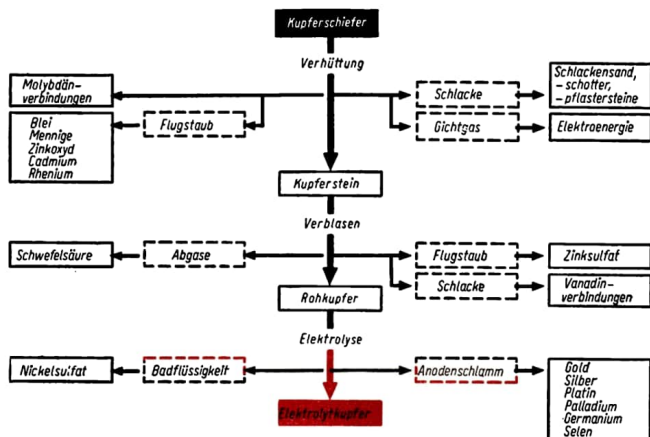 Kupferschiefer
Verhüttung
Molybdän-
verbindungen
Schlacke
Schlackensand,
- schotter,
- pflastersteine
Blei
Mennige
Zinkoxyd
Cadmium
Rhenium
Flugstaub
Gichtgas
Elektroenergie
Kupferstein
Verblasen
Schwefelsäure
Abgase
Flugstaub
Zinksulfat
Schlacke
Vanadin-
verbindungen
Rohkupfer
Elektrolyse
Nickelsulfat
Badflüssigkeit
Anodenschlamm
Gold
Silber
Platin
Palladium
Germanium
Selen
Elektrolytkupfer